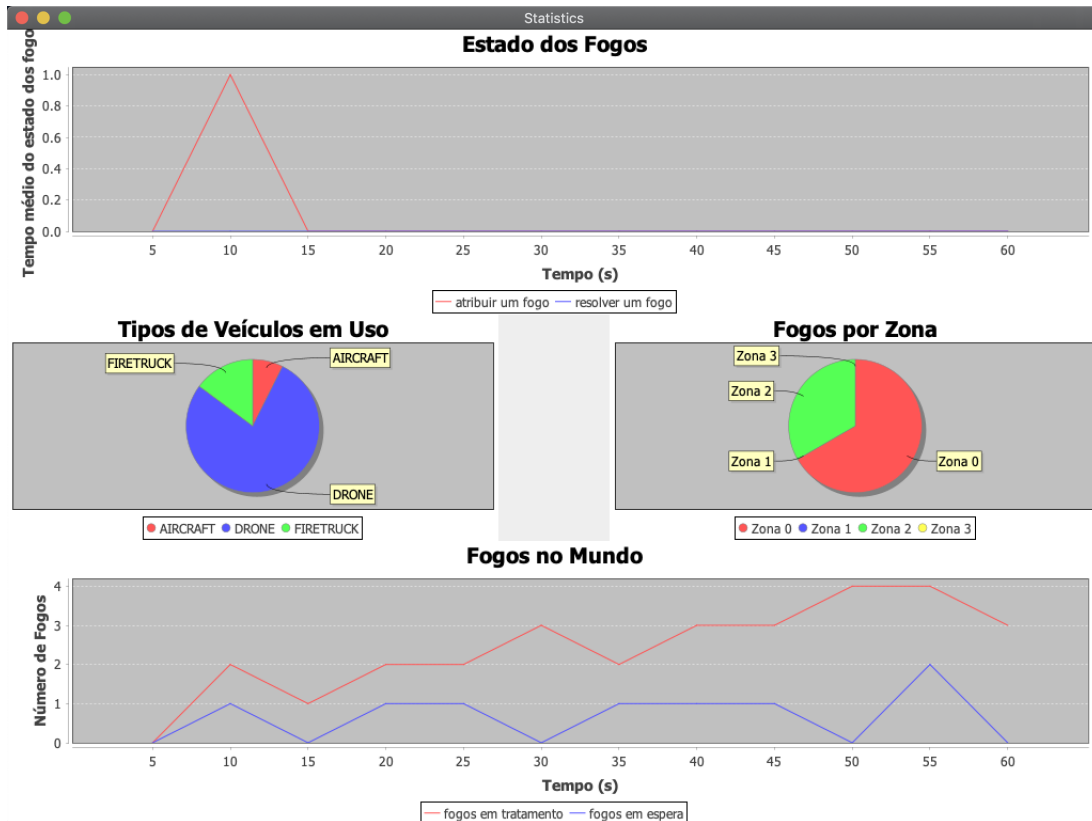 Statistics
Estado dos Fogos
Tempo médio do estado dos fogo
1.0
0.8
0.6
0.4
0.2
0.0
5 10 15 20 25 30 35 40 45 50 55 60
Tempo (s)
atribuir um fogo resolver um fogo
Tipos de Veículos em Uso
FIRETRUCK
AIRCRAFT
DRONE
AIRCRAFT DRONE FIRETRUCK
Fogos por Zona
Zona 3
Zona 2
Zona 1
Zona 0
Zona 0 Zona 1 Zona 2 Zona 3
Fogos no Mundo
Número de Fogos
4
3
2
1
0
5 10 15 20 25 30 35 40 45 50 55 60
Tempo (s)
fogos em tratamento fogos em espera